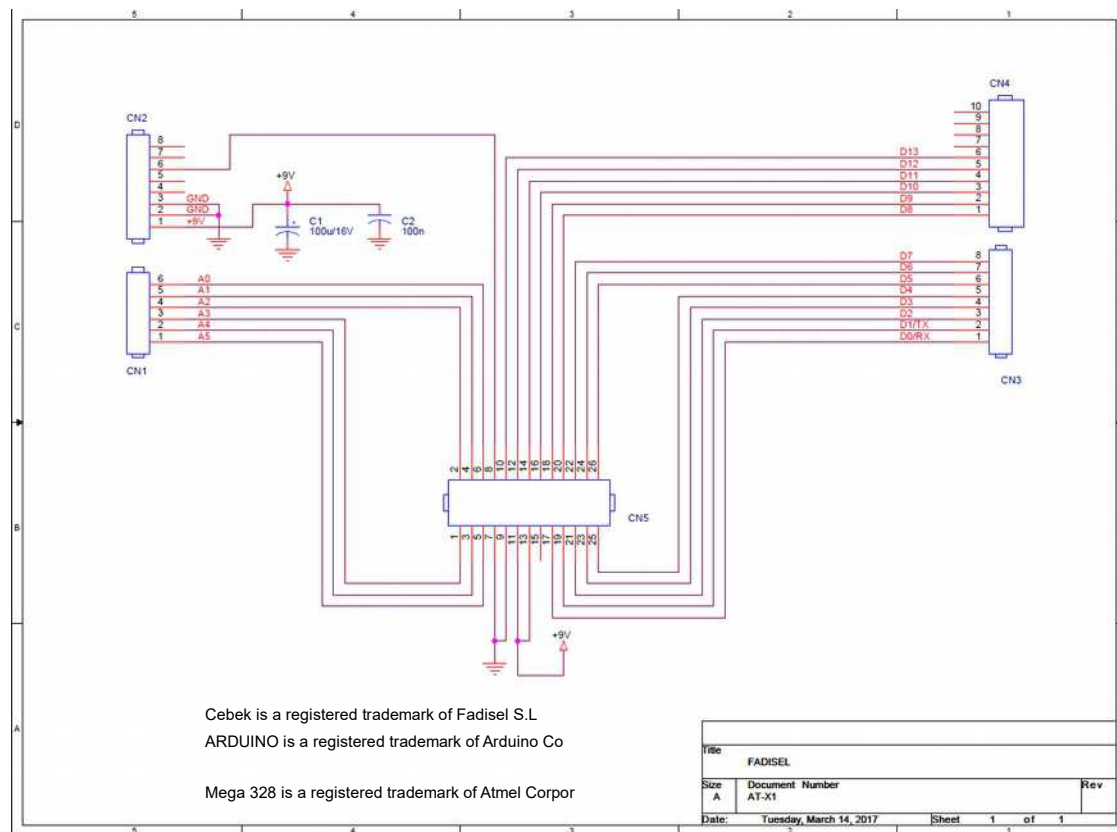 5 4 3 2 1
D
C
B
A
CN2
8
7
6
5
4
3 GND
2 GND
1 +9V
+9V
C1
100u/16V
C2
100n
6 A0
5 A1
4 A2
3 A3
2 A4
1 A5
CN1
CN4
10
9
8
7
D13 6
D12 5
D11 4
D10 3
D9 2
D8 1
D7 8
D6 7
D5 6
D4 5
D3 4
D2 3
D1/TX 2
D0/RX 1
CN3
2 4 6 8 10 12 14 16 18 20 22 24 26
CN5
1 3 5 7 9 11 13 15 17 19 21 23 25
+9V
Cebek is a registered trademark of Fadisel S.L
ARDUINO is a registered trademark of Arduino Co
Mega 328 is a registered trademark of Atmel Corpor
Title
FADISEL
Size Document Number Rev
A AT-X1
Date: Tuesday, March 14, 2017 Sheet 1 of 1
5 4 3 2 1